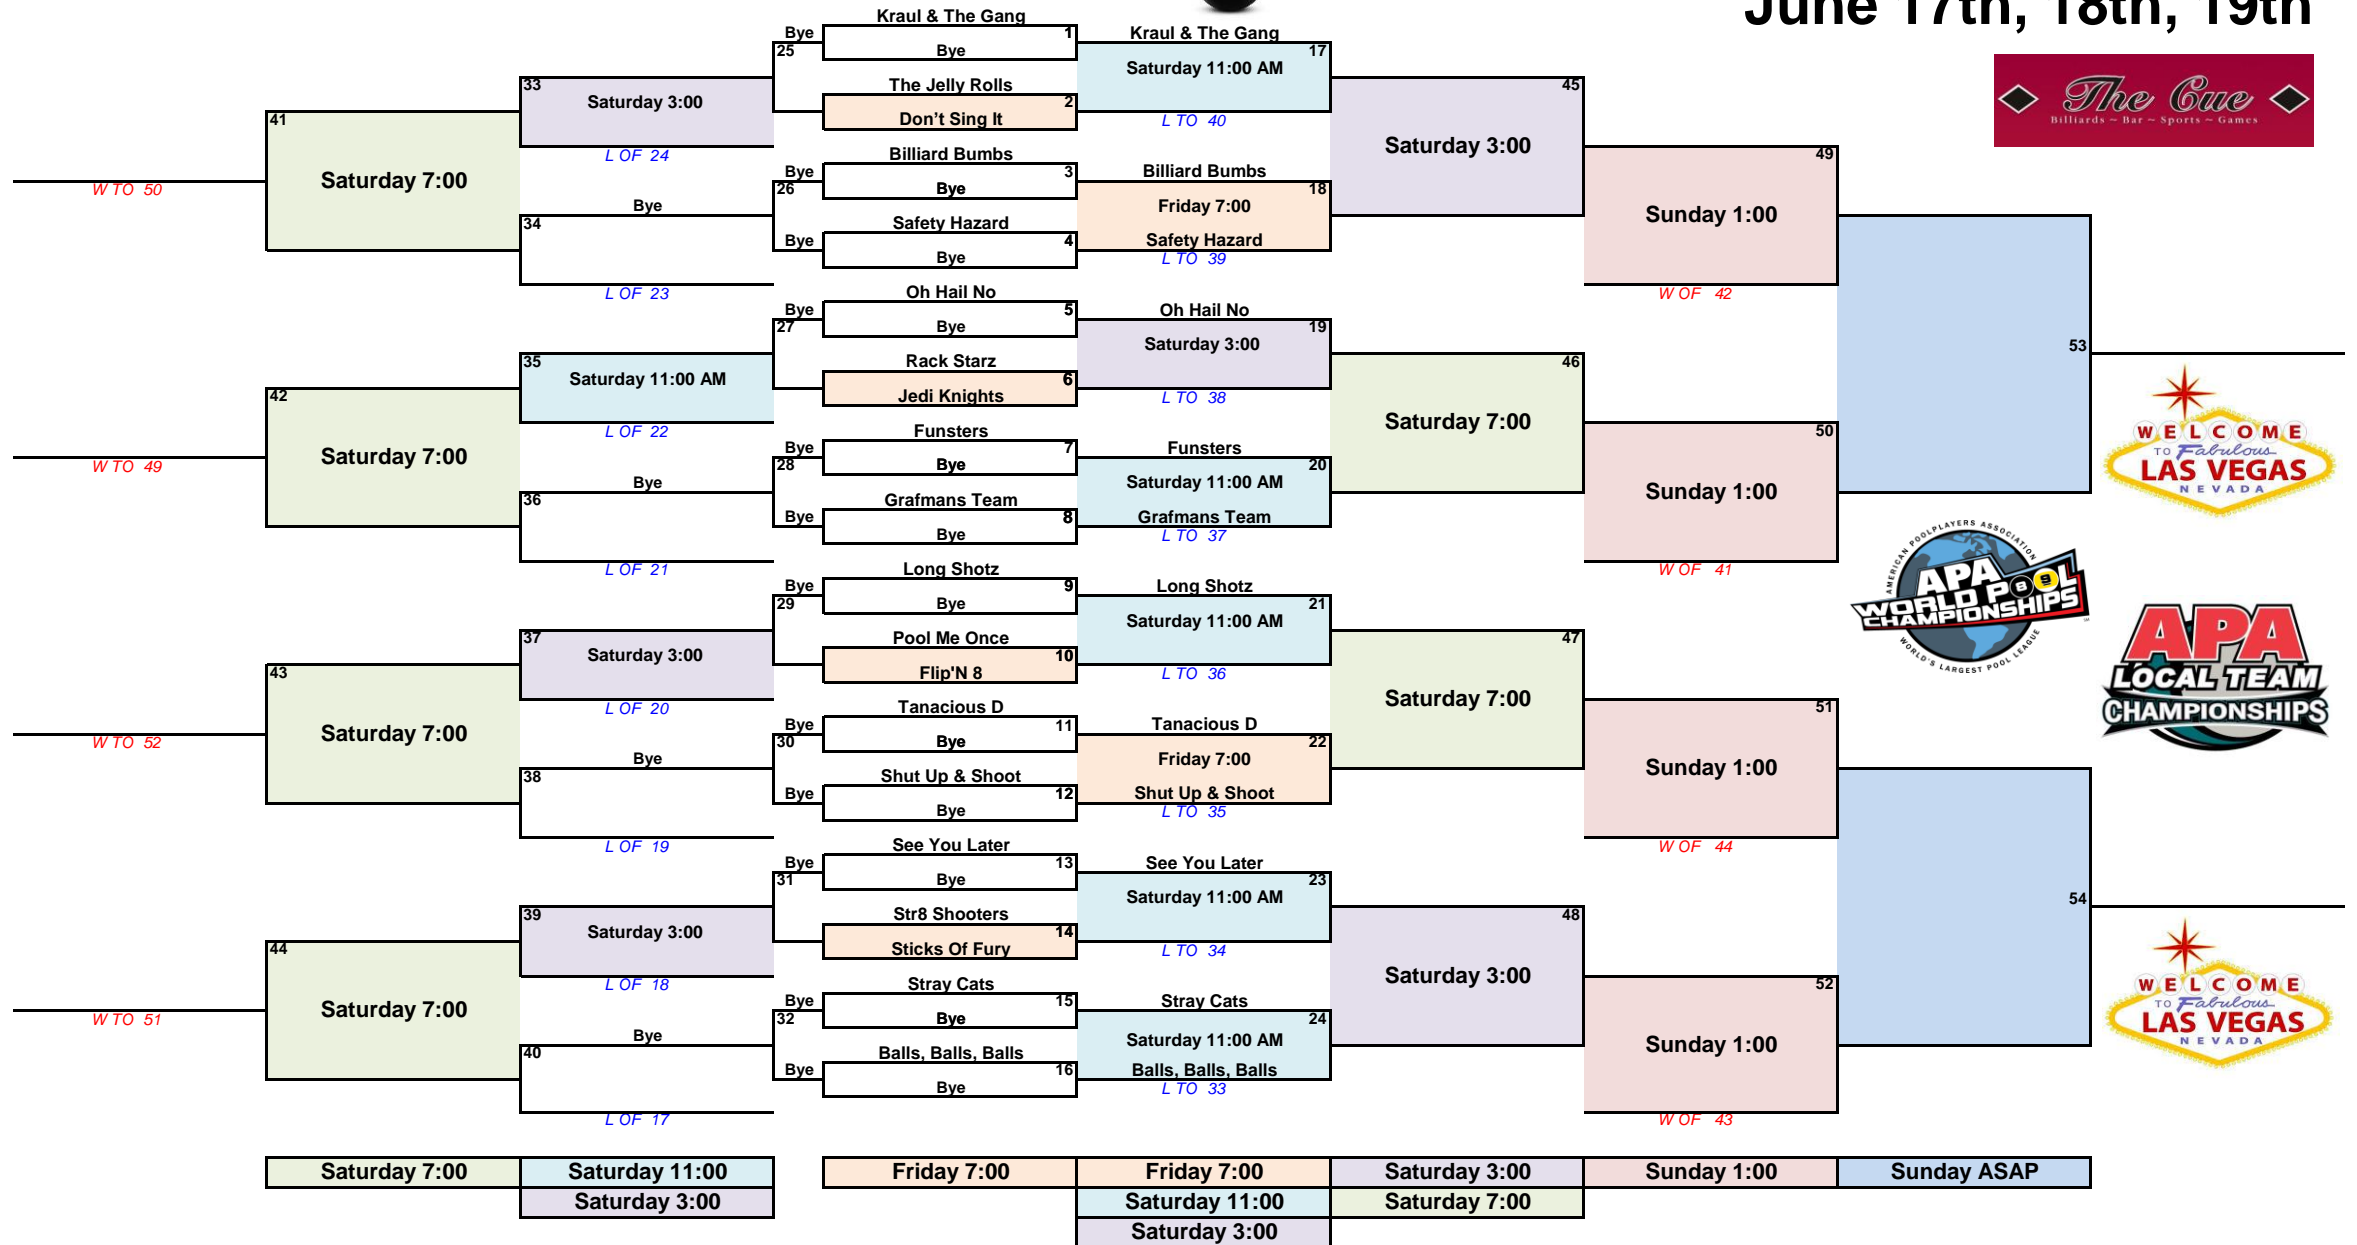 June 17th, 18th, 19th
The Cue
Billiards ~ Bar ~ Sports ~ Games
Kraul & The Gang
Bye 1 Kraul & The Gang
25 Bye 17
Saturday 11:00 AM
33 The Jelly Rolls 45
Saturday 3:00 2
41 Don't Sing It L TO 40
L OF 24 Billiard Bumbs Saturday 3:00 49
Bye 3 Billiard Bumbs
Saturday 7:00 26 Bye 18
W TO 50 Bye Friday 7:00
34 Safety Hazard Sunday 1:00
Bye 4 Safety Hazard
Bye L TO 39
L OF 23 Oh Hail No W OF 42
Bye 5 Oh Hail No
27 Bye 19
Saturday 3:00 53
35 Rack Starz 46
Saturday 11:00 AM 6
42 Jedi Knights L TO 38
L OF 22 Funsters Saturday 7:00 50
Bye 7 Funsters
Saturday 7:00 28 Bye 20
W TO 49 Bye Saturday 11:00 AM
36 Grafmans Team Sunday 1:00
Bye 8 Grafmans Team
Bye L TO 37
L OF 21 Long Shotz W OF 41
Bye 9 Long Shotz
29 Bye 21
Saturday 11:00 AM
37 Pool Me Once 47
Saturday 3:00 10
43 Flip'N 8 L TO 36
L OF 20 Tanacious D Saturday 7:00 51
Bye 11 Tanacious D
Saturday 7:00 30 Bye 22
W TO 52 Bye Friday 7:00
38 Shut Up & Shoot Sunday 1:00
Bye 12 Shut Up & Shoot
Bye L TO 35
L OF 19 See You Later W OF 44
Bye 13 See You Later
31 Bye 23
Saturday 11:00 AM 54
39 Str8 Shooters 48
Saturday 3:00 14
44 Sticks Of Fury L TO 34
L OF 18 Stray Cats Saturday 3:00 52
Bye 15 Stray Cats
Saturday 7:00 32 Bye 24
W TO 51 Bye Saturday 11:00 AM
40 Balls, Balls, Balls Sunday 1:00
Bye 16 Balls, Balls, Balls
Bye L TO 33
L OF 17 W OF 43
WELCOME
TO Fabulous
LAS VEGAS
NEVADA
AMERICAN POOLPLAYERS ASSOCIATION
APA
WORLD POOL 8 9
CHAMPIONSHIPS
WORLD'S LARGEST POOL LEAGUE
APA
LOCAL TEAM
CHAMPIONSHIPS
WELCOME
TO Fabulous
LAS VEGAS
NEVADA
Saturday 7:00 Saturday 11:00 Friday 7:00 Friday 7:00 Saturday 3:00 Sunday 1:00 Sunday ASAP
Saturday 3:00 Saturday 11:00 Saturday 7:00
Saturday 3:00